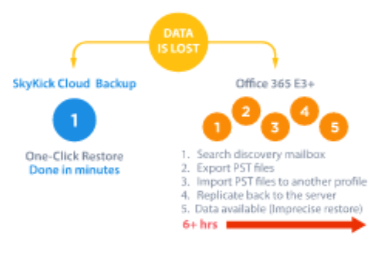 DATA
IS LOST
SkyKick Cloud Backup
1
One-Click Restore
Done in minutes
Office 365 E3+
1
2
3
4
5
1. Search discovery mailbox
2. Export PST files
3. Import PST files to another profile
4. Replicate back to the server
5. Data available (Imprecise restore)
6+ hrs